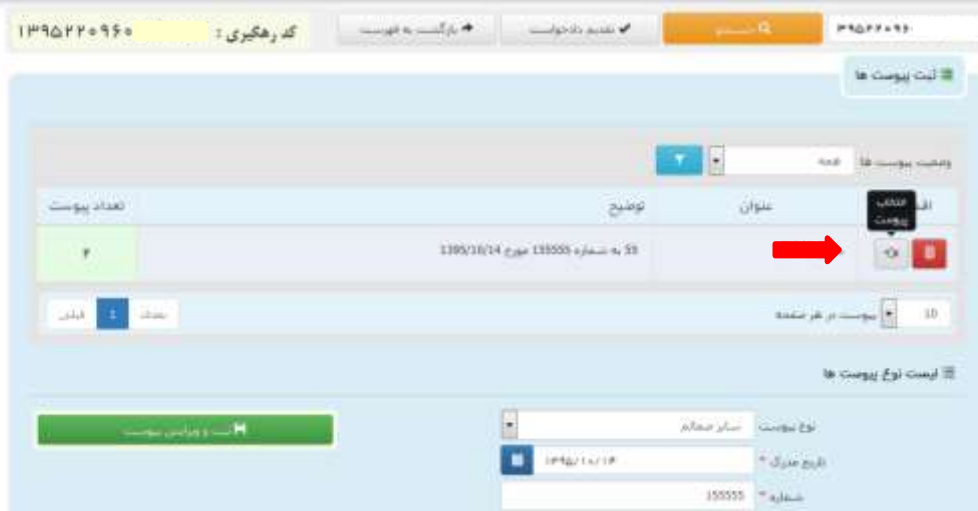 ۱۳۹۵۲۲۰۹۶۰ کد رهگیری :
بازگشت به فهرست
تقدیم دادخواست
جستجو
ثبت پیوست ها
وضعیت پیوست ها همه
عنوان توضیح تعداد پیوست
انتخاب پیوست
55 به شماره 155555 مورخ 1395/10/14 ۲
10 پیوست در هر صفحه
قبلی 1 بعدی
لیست نوع پیوست ها
نوع پیوست سایر ضمائم
ثبت و ویرایش پیوست
تاریخ مدرک * ۱۳۹۵/۱۰/۱۴
شماره * 155555